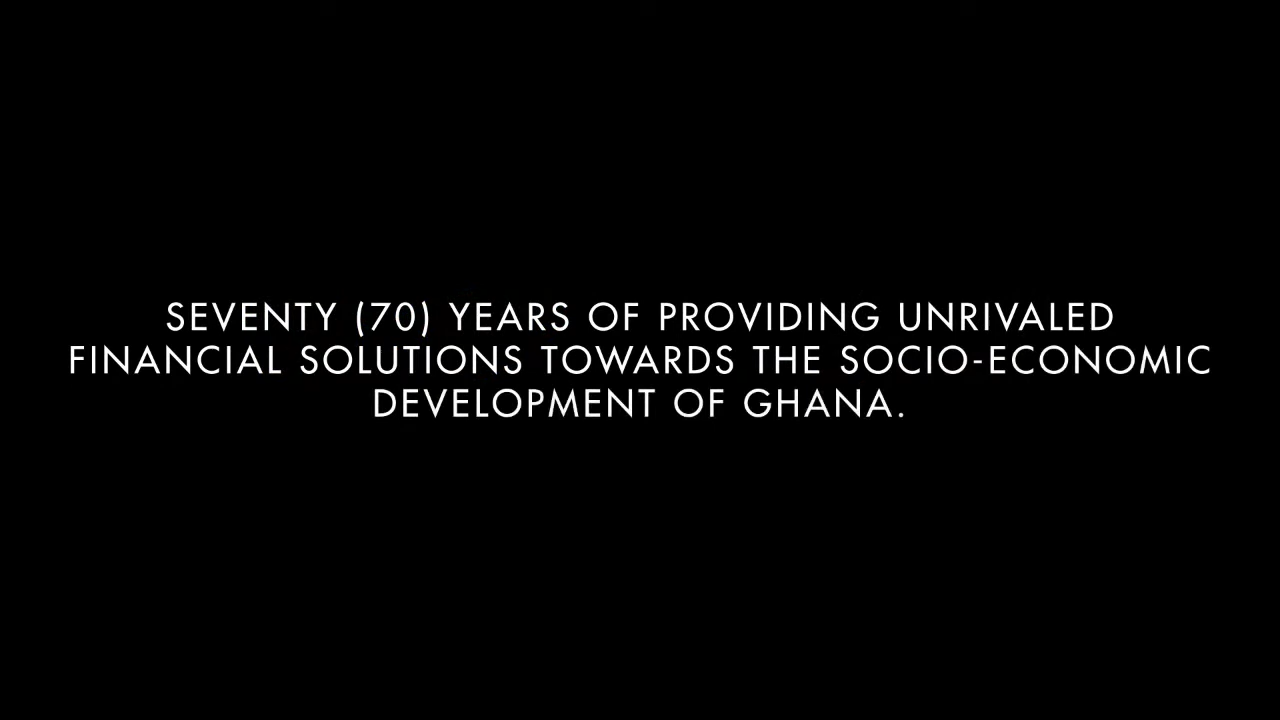 SEVENTY (70) YEARS OF PROVIDING UNRIVALED
FINANCIAL SOLUTIONS TOWARDS THE SOCIO-ECONOMIC
DEVELOPMENT OF GHANA.